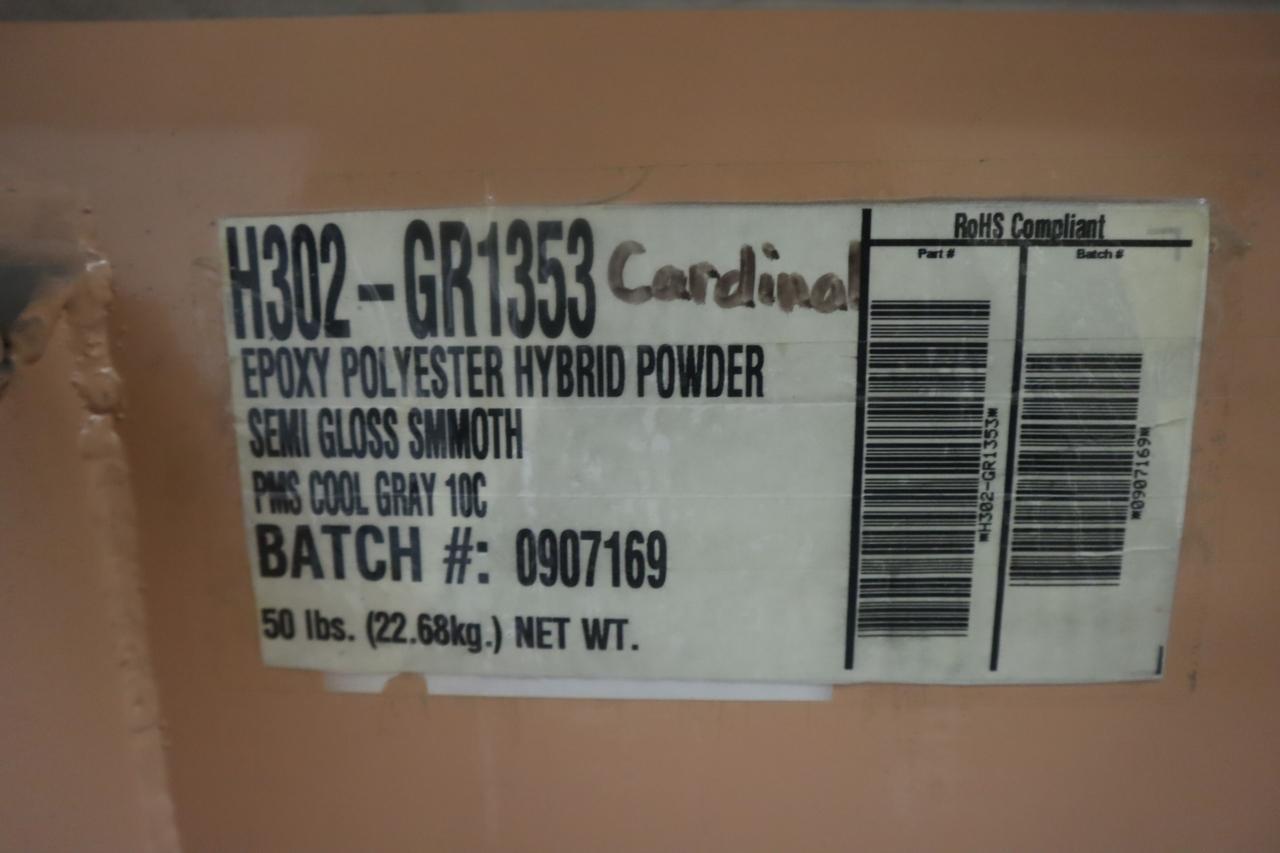 H302-GR1353 Cardinal
EPOXY POLYESTER HYBRID POWDER
SEMI GLOSS SMMOTH
PMS COOL GRAY 10C
BATCH #: 0907169
50 lbs. (22.68kg.) NET WT.
RoHS Compliant
Part #
Batch #
*H302-GR1353*
*0907169*